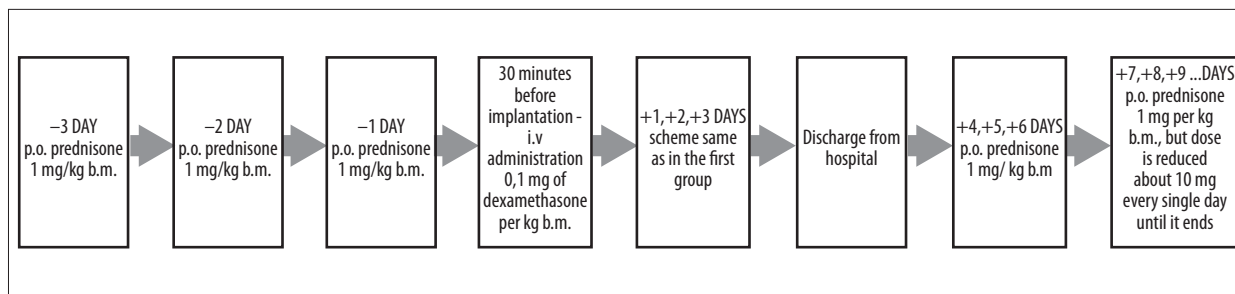 –3 DAY
p.o. prednisone
1 mg/kg b.m.
–2 DAY
p.o. prednisone
1 mg/kg b.m.
–1 DAY
p.o. prednisone
1 mg/kg b.m.
30 minutes
before
implantation -
i.v
administration
0,1 mg of
dexamethasone
per kg b.m.
+1,+2,+3 DAYS
scheme same
as in the first
group
Discharge from
hospital
+4,+5,+6 DAYS
p.o. prednisone
1 mg/ kg b.m
+7,+8,+9 ...DAYS
p.o. prednisone
1 mg per kg
b.m., but dose
is reduced
about 10 mg
every single day
until it ends